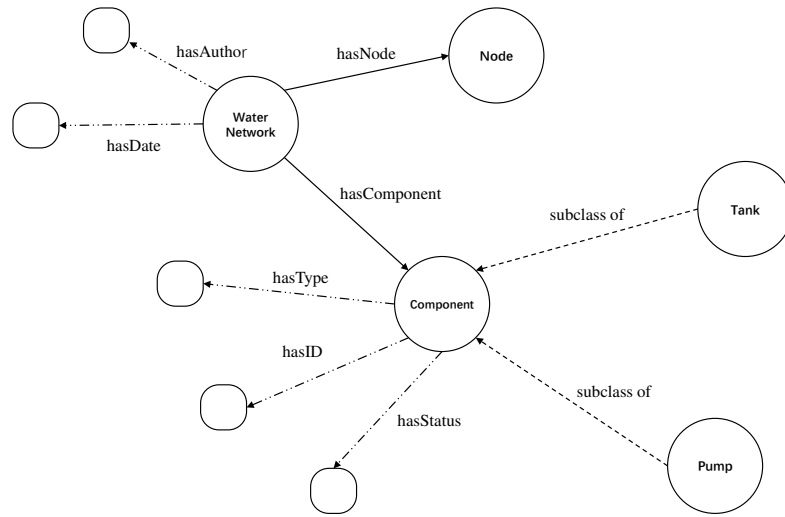 hasAuthor
hasNode
Node
Water
Network
hasDate
hasComponent
subclass of
Tank
hasType
Component
hasID
subclass of
hasStatus
Pump